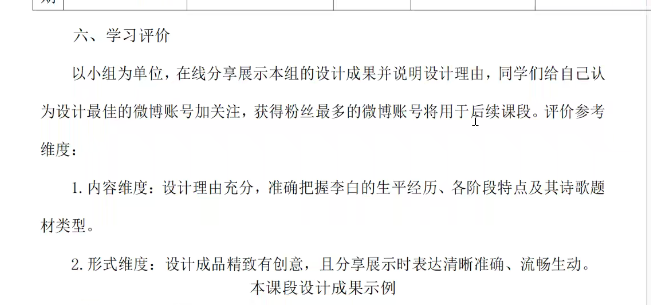 六、学习评价
以小组为单位，在线分享展示本组的设计成果并说明设计理由，同学们给自己认
为设计最佳的微博账号加关注，获得粉丝最多的微博账号将用于后续课段。评价参考
维度：
1.内容维度：设计理由充分，准确把握李白的生平经历、各阶段特点及其诗歌题
材类型。
2.形式维度：设计成品精致有创意，且分享展示时表达清晰准确、流畅生动。
本课段设计成果示例